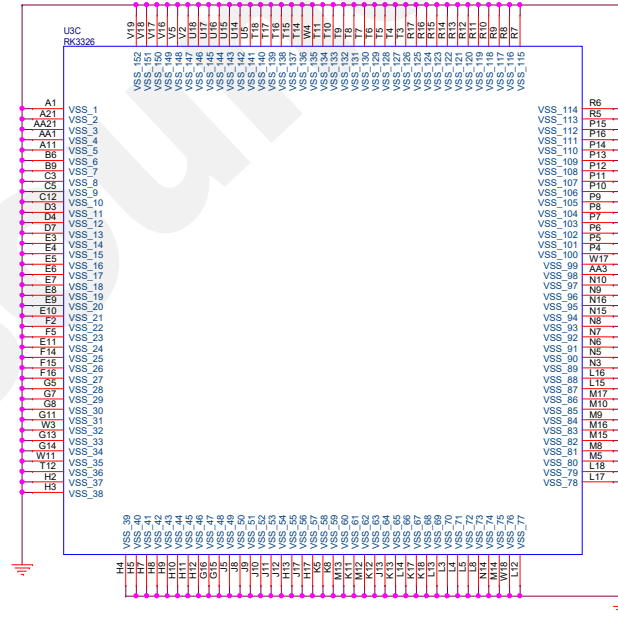 U3C
RK3326
V19
V18
V17
V16
V5
V2
U18
U17
U16
U15
U14
U5
T18
T17
T16
T15
T14
W4
T11
T10
T9
T8
T7
T6
T5
T4
T3
R17
R16
R15
R14
R13
R12
R11
R10
R9
R8
R7
VSS_152
VSS_151
VSS_150
VSS_149
VSS_148
VSS_147
VSS_146
VSS_145
VSS_144
VSS_143
VSS_142
VSS_141
VSS_140
VSS_139
VSS_138
VSS_137
VSS_136
VSS_135
VSS_134
VSS_133
VSS_132
VSS_131
VSS_130
VSS_129
VSS_128
VSS_127
VSS_126
VSS_125
VSS_124
VSS_123
VSS_122
VSS_121
VSS_120
VSS_119
VSS_118
VSS_117
VSS_116
VSS_115
A1 VSS_1
A21 VSS_2
AA21 VSS_3
AA1 VSS_4
A11 VSS_5
B6 VSS_6
B9 VSS_7
C3 VSS_8
C5 VSS_9
C12 VSS_10
D3 VSS_11
D4 VSS_12
D7 VSS_13
E3 VSS_14
E4 VSS_15
E5 VSS_16
E6 VSS_17
E7 VSS_18
E8 VSS_19
E9 VSS_20
E10 VSS_21
F2 VSS_22
F5 VSS_23
E11 VSS_24
F14 VSS_25
F15 VSS_26
F16 VSS_27
G5 VSS_28
G7 VSS_29
G8 VSS_30
G11 VSS_31
W3 VSS_32
G13 VSS_33
G14 VSS_34
W11 VSS_35
T12 VSS_36
H2 VSS_37
H3 VSS_38
VSS_114 R6
VSS_113 R5
VSS_112 P15
VSS_111 P16
VSS_110 P14
VSS_109 P13
VSS_108 P12
VSS_107 P11
VSS_106 P10
VSS_105 P9
VSS_104 P8
VSS_103 P7
VSS_102 P6
VSS_101 P5
VSS_100 P4
VSS_99 W17
VSS_98 AA3
VSS_97 N10
VSS_96 N9
VSS_95 N16
VSS_94 N15
VSS_93 N8
VSS_92 N7
VSS_91 N6
VSS_90 N5
VSS_89 N3
VSS_88 L16
VSS_87 L15
VSS_86 M17
VSS_85 M10
VSS_84 M9
VSS_83 M16
VSS_82 M15
VSS_81 M8
VSS_80 M5
VSS_79 L18
VSS_78 L17
VSS_39
VSS_40
VSS_41
VSS_42
VSS_43
VSS_44
VSS_45
VSS_46
VSS_47
VSS_48
VSS_49
VSS_50
VSS_51
VSS_52
VSS_53
VSS_54
VSS_55
VSS_56
VSS_57
VSS_58
VSS_59
VSS_60
VSS_61
VSS_62
VSS_63
VSS_64
VSS_65
VSS_66
VSS_67
VSS_68
VSS_69
VSS_70
VSS_71
VSS_72
VSS_73
VSS_74
VSS_75
VSS_76
VSS_77
H4
H5
H7
H8
H9
H10
H11
H12
G16
G15
J5
J8
J9
J10
J11
J12
H13
J17
H17
K5
K8
M13
K11
M12
K12
J13
K13
L14
K17
K18
L13
L3
L4
L5
L8
N14
M14
W18
L12